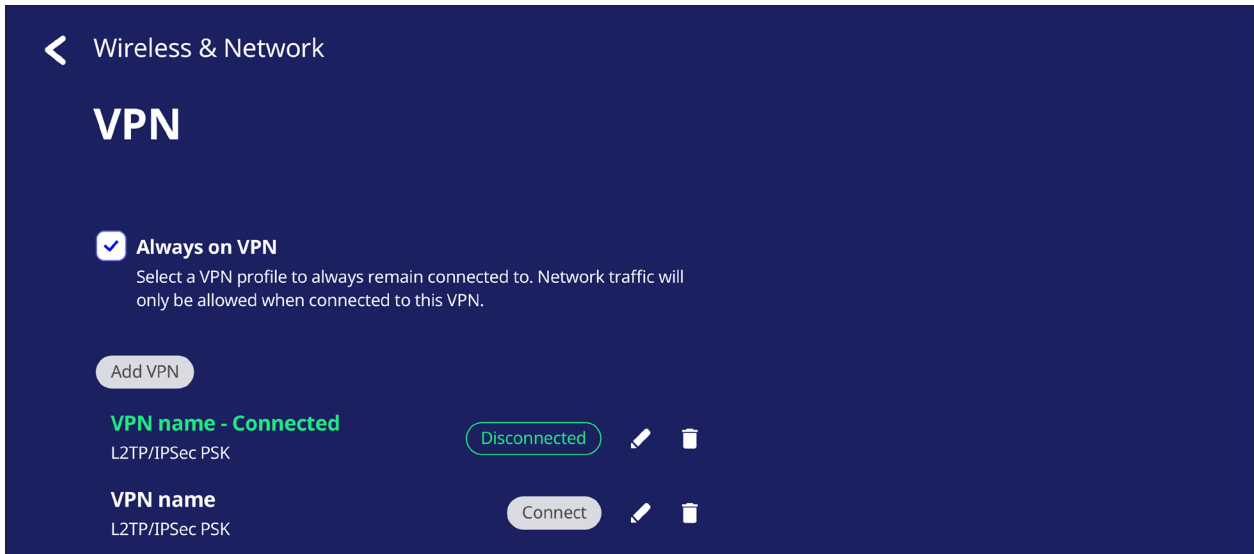 Wireless & Network
VPN
Always on VPN
Select a VPN profile to always remain connected to. Network traffic will
only be allowed when connected to this VPN.
Add VPN
VPN name - Connected
Disconnected
L2TP/IPSec PSK
VPN name
Connect
L2TP/IPSec PSK